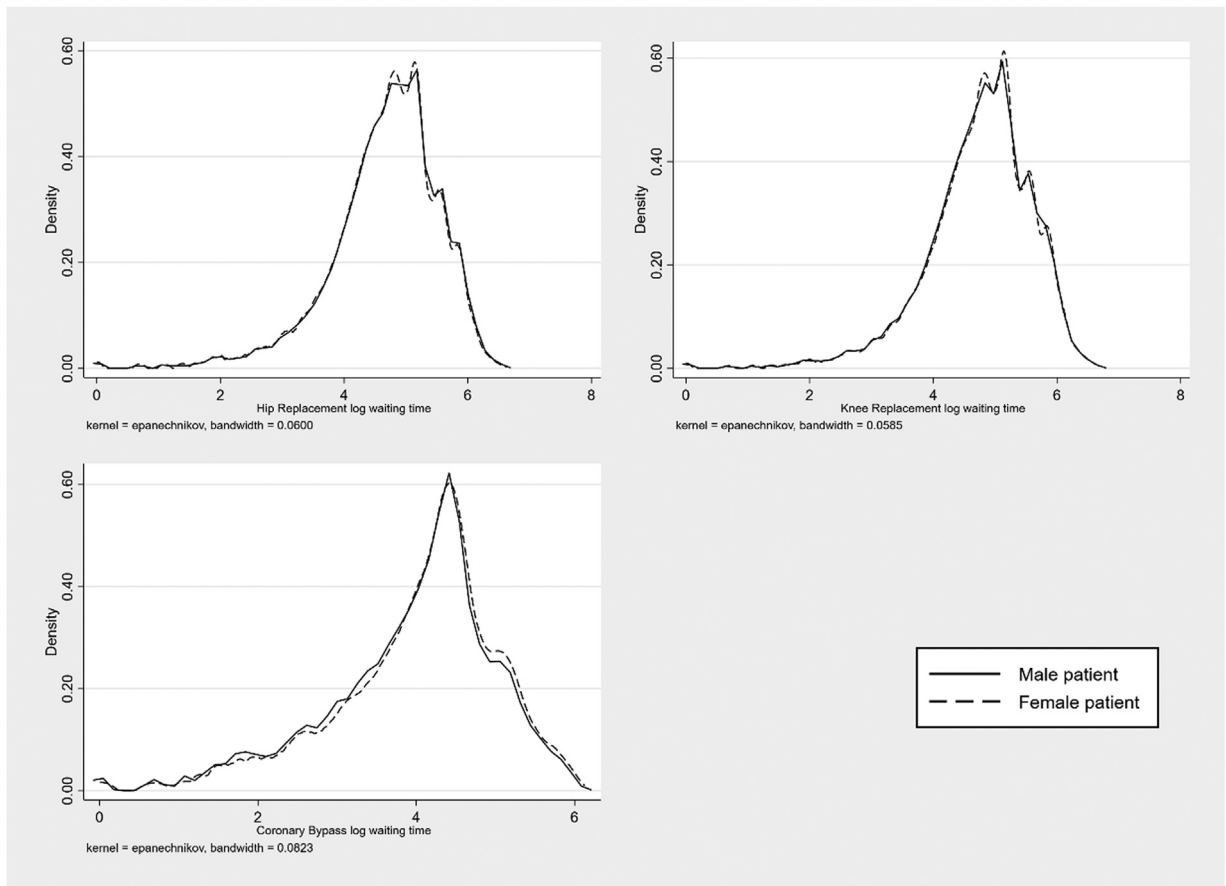 0.60
0.40
0.20
0.00
Density
0 2 4 6 8
Hip Replacement log waiting time
kernel = epanechnikov, bandwidth = 0.0600
0.60
0.40
0.20
0.00
Density
0 2 4 6 8
Knee Replacement log waiting time
kernel = epanechnikov, bandwidth = 0.0585
0.60
0.40
0.20
0.00
Density
0 2 4 6
Coronary Bypass log waiting time
kernel = epanechnikov, bandwidth = 0.0823
Male patient
Female patient